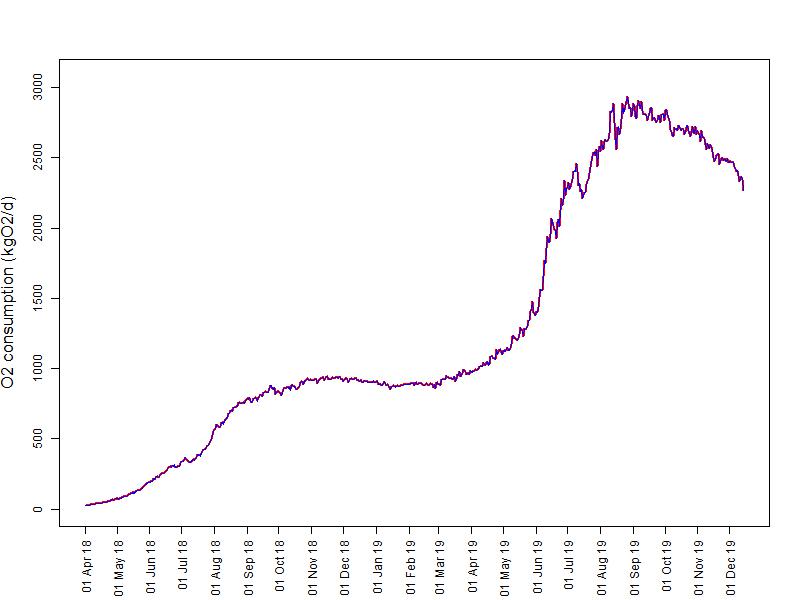 O2 consumption (kgO2/d)
3000
2500
2000
1500
1000
500
0
01 Apr 18
01 May 18
01 Jun 18
01 Jul 18
01 Aug 18
01 Sep 18
01 Oct 18
01 Nov 18
01 Dec 18
01 Jan 19
01 Feb 19
01 Mar 19
01 Apr 19
01 May 19
01 Jun 19
01 Jul 19
01 Aug 19
01 Sep 19
01 Oct 19
01 Nov 19
01 Dec 19